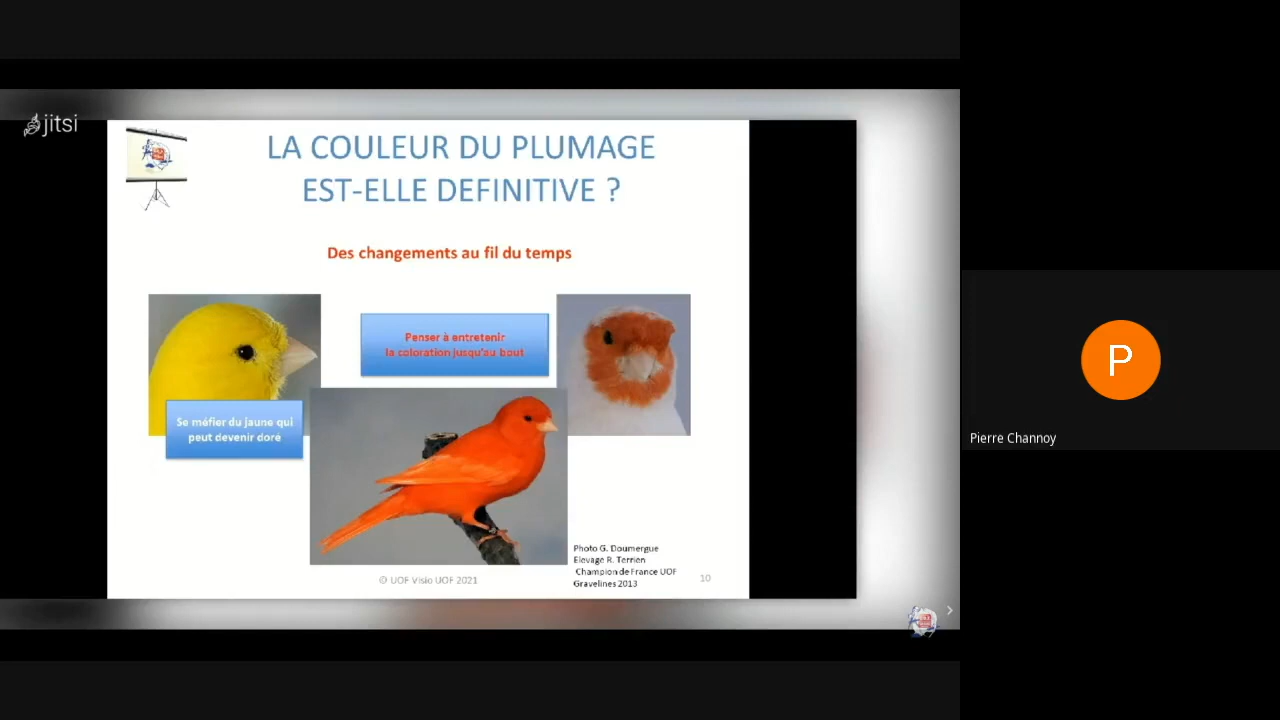 jitsi
LA COULEUR DU PLUMAGE
EST-ELLE DEFINITIVE ?
Des changements au fil du temps
Penser à entretenir
la coloration jusqu'au bout
Se méfier du jaune qui
peut devenir doré
Photo G. Doumergue
Elevage R. Terrien
Champion de France UOF
Gravelines 2013
© UOF Visio UOF 2021
10
P
Pierre Channoy